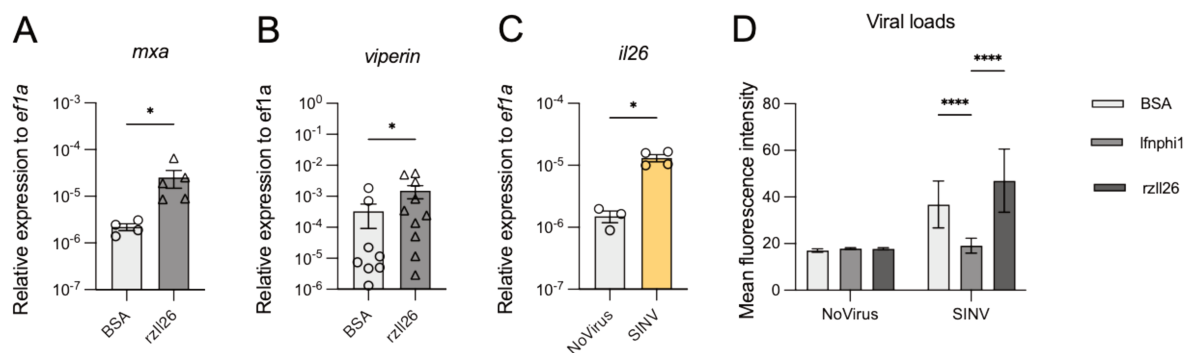 A
mxa
Relative expression to ef1a
10-3
10-4
10-5
10-6
10-7
*
BSA
rzIl26
B
viperin
Relative expression to ef1a
100
10-1
10-2
10-3
10-4
10-5
10-6
*
BSA
rzIl26
C
il26
Relative expression to ef1a
10-4
10-5
10-6
10-7
*
NoVirus
SINV
D
Viral loads
Mean fluorescence intensity
80
60
40
20
0
****
****
NoVirus
SINV
BSA
Ifnphi1
rzIl26